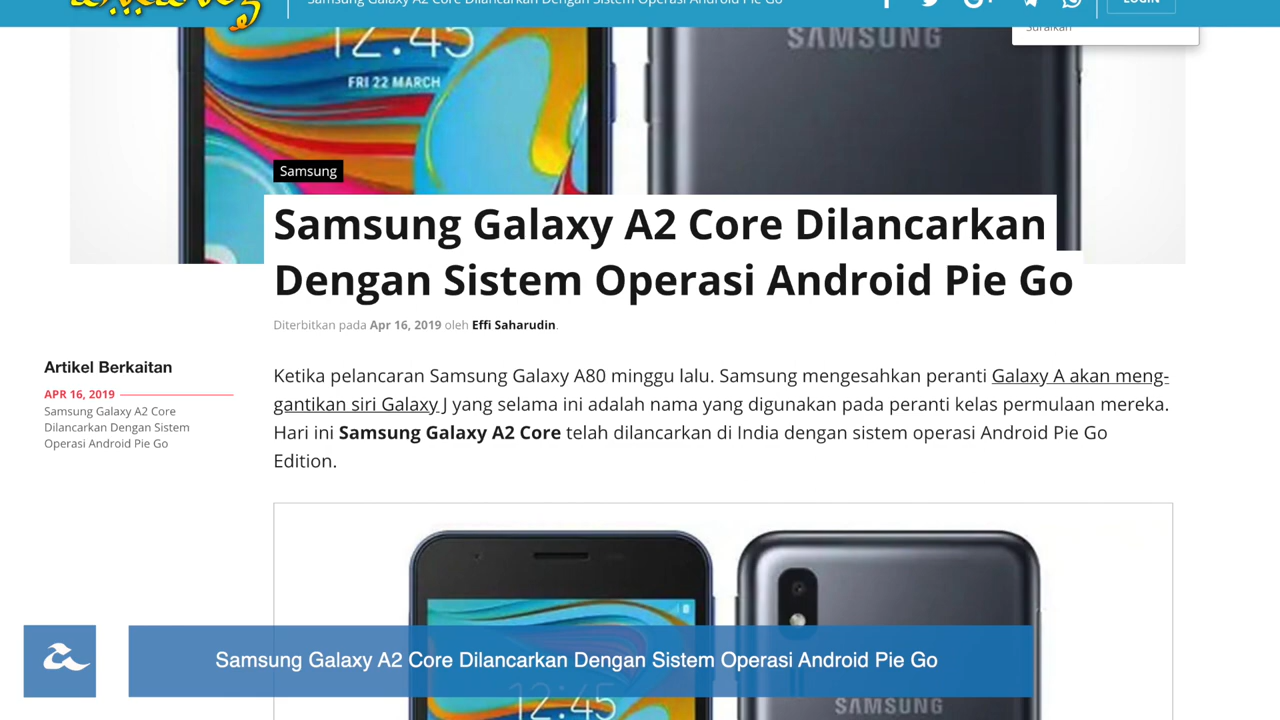 Samsung Galaxy A2 Core Dilancarkan Dengan Sistem Operasi Android Pie Go
LOGIN
12:45
FRI 22 MARCH
SAMSUNG
Samsung
Samsung Galaxy A2 Core Dilancarkan
Dengan Sistem Operasi Android Pie Go
Diterbitkan pada Apr 16, 2019 oleh Effi Saharudin.
Artikel Berkaitan
APR 16, 2019
Samsung Galaxy A2 Core
Dilancarkan Dengan Sistem
Operasi Android Pie Go
Ketika pelancaran Samsung Galaxy A80 minggu lalu. Samsung mengesahkan peranti Galaxy A akan meng-
gantikan siri Galaxy J yang selama ini adalah nama yang digunakan pada peranti kelas permulaan mereka.
Hari ini Samsung Galaxy A2 Core telah dilancarkan di India dengan sistem operasi Android Pie Go
Edition.
Samsung Galaxy A2 Core Dilancarkan Dengan Sistem Operasi Android Pie Go
12:45
SAMSUNG